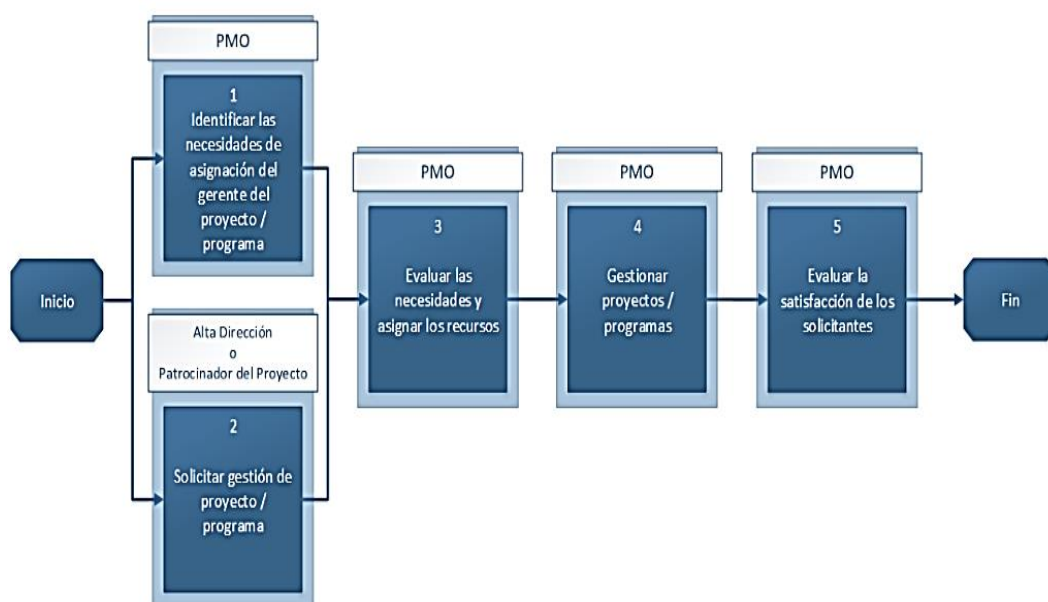 PMO
1
Identificar las
necesidades de
asignación del
gerente del
proyecto /
programa
Inicio
Alta Dirección
o
Patrocinador del Proyecto
2
Solicitar gestión de
proyecto /
programa
PMO
3
Evaluar las
necesidades y
asignar los recursos
PMO
4
Gestionar
proyectos /
programas
PMO
5
Evaluar la
satisfacción de los
solicitantes
Fin